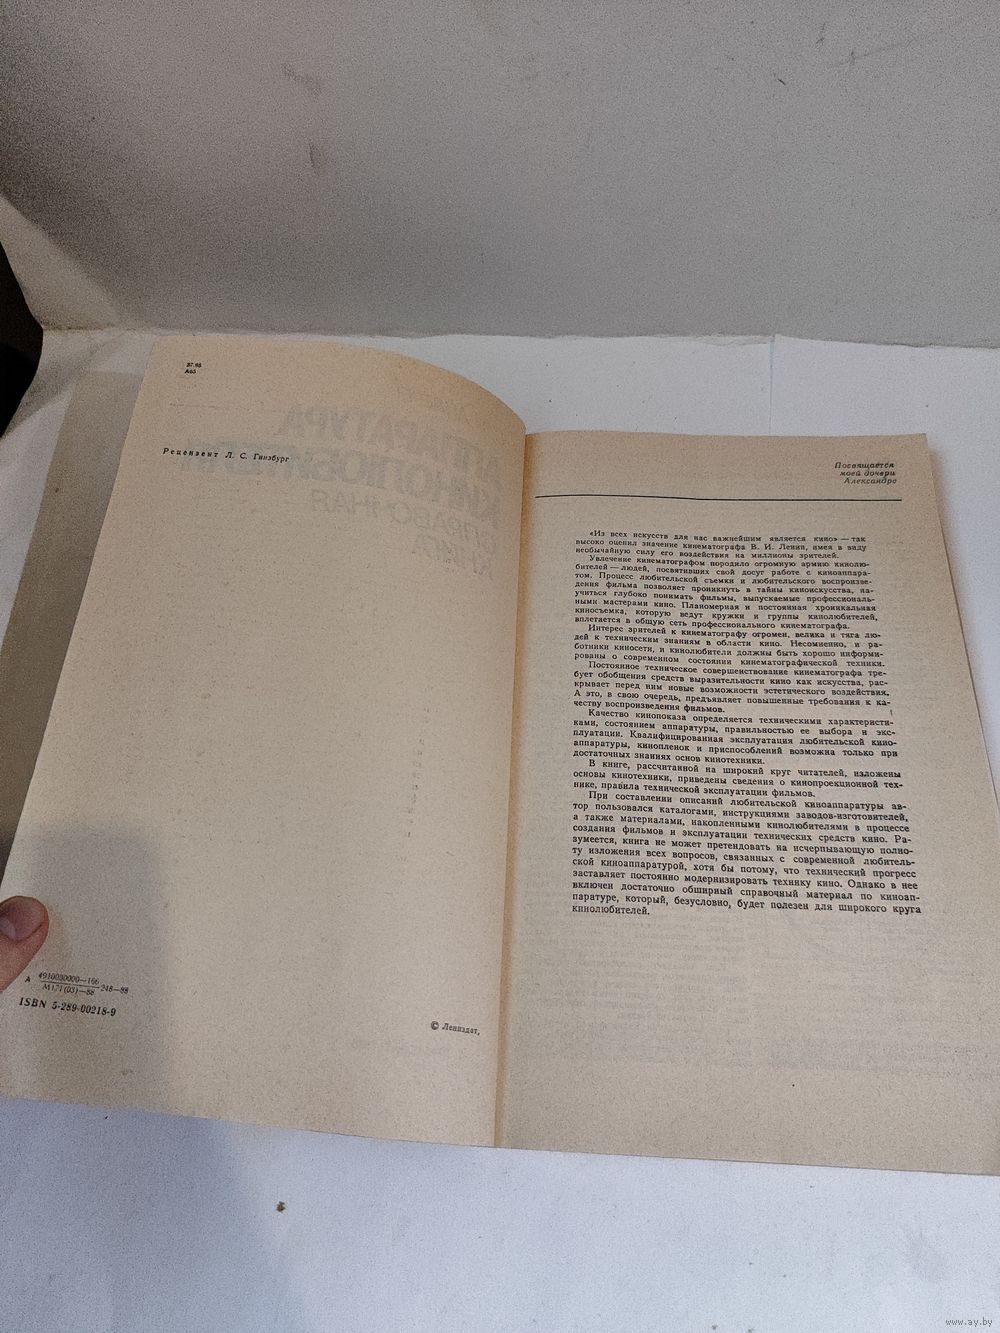 37.95
А65
Рецензент Л. С. Гинзбург
А 4910030000—166 248—88
М171(03)—88
ISBN 5-289-00218-9
© Лениздат,
Посвящается
моей дочери
Александре
«Из всех искусств для нас важнейшим является кино» — так
высоко оценил значение кинематографа В. И. Ленин, имея в виду
необычайную силу его воздействия на миллионы зрителей.
Увлечение кинематографом породило огромную армию кинолю-
бителей — людей, посвятивших свой досуг работе с киноаппара-
том. Процесс любительской съемки и любительского воспроизве-
дения фильма позволяет проникнуть в тайны киноискусства, на-
учиться глубоко понимать фильмы, выпускаемые профессиональ-
ными мастерами кино. Планомерная и постоянная хроникальная
киносъемка, которую ведут кружки и группы кинолюбителей,
вплетается в общую сеть профессионального кинематографа.
Интерес зрителей к кинематографу огромен, велика и тяга лю-
дей к техническим знаниям в области кино. Несомненно, и ра-
ботники киносети, и кинолюбители должны быть хорошо информи-
рованы о современном состоянии кинематографической техники.
Постоянное техническое совершенствование кинематографа тре-
бует обобщения средств выразительности кино как искусства, рас-
крывает перед ним новые возможности эстетического воздействия.
А это, в свою очередь, предъявляет повышенные требования к ка-
честву воспроизведения фильмов.
Качество кинопоказа определяется техническими характеристи-
ками, состоянием аппаратуры, правильностью ее выбора и экс-
плуатации. Квалифицированная эксплуатация любительской кино-
аппаратуры, кинопленок и приспособлений возможна только при
достаточных знаниях основ кинотехники.
В книге, рассчитанной на широкий круг читателей, изложены
основы кинотехники, приведены сведения о кинопроекционной тех-
нике, правила технической эксплуатации фильмов.
При составлении описаний любительской киноаппаратуры ав-
тор пользовался каталогами, инструкциями заводов-изготовителей,
а также материалами, накопленными кинолюбителями в процессе
создания фильмов и эксплуатации технических средств кино. Ра-
зумеется, книга не может претендовать на исчерпывающую полно-
ту изложения всех вопросов, связанных с современной любитель-
ской киноаппаратурой, хотя бы потому, что технический прогресс
заставляет постоянно модернизировать технику кино. Однако в нее
включен достаточно обширный справочный материал по киноап-
паратуре, который, безусловно, будет полезен для широкого круга
кинолюбителей.
www.ay.by